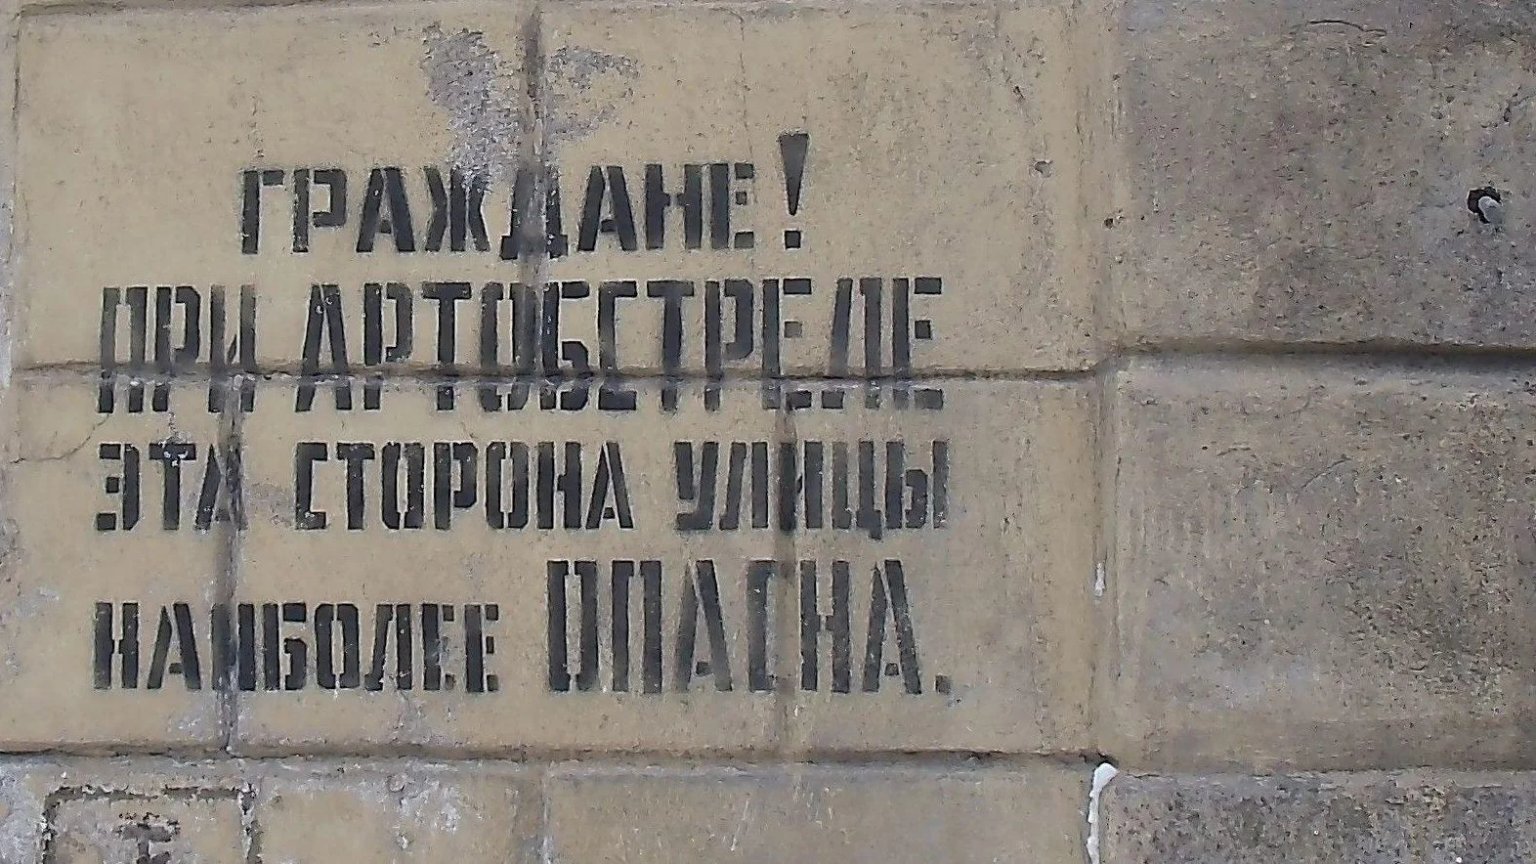 ГРАЖДАНЕ!
ПРИ АРТОБСТРЕЛЕ
ЭТА СТОРОНА УЛИЦЫ
НАИБОЛЕЕ ОПАСНА.